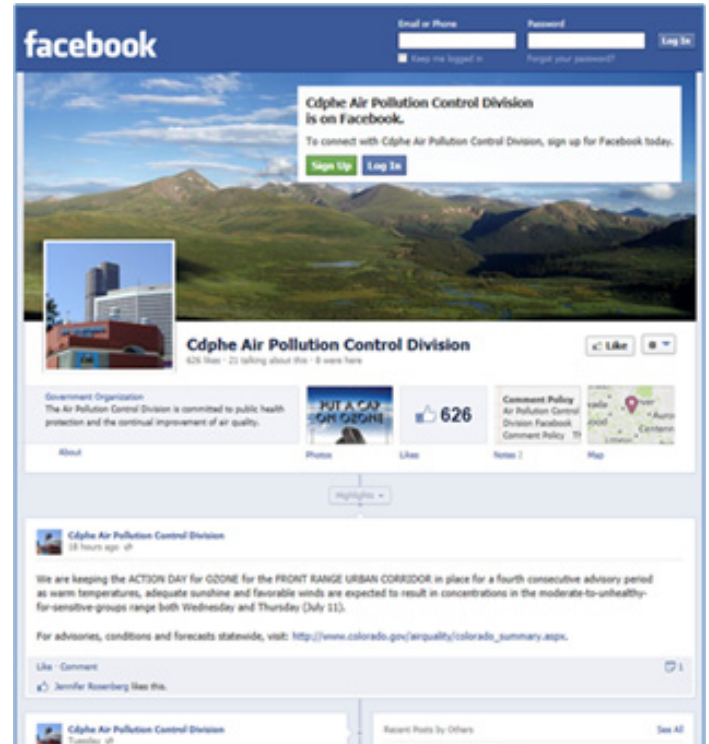 Email or Phone
Password
facebook
Log In
Keep me logged in
Forgot your password?
Cdphe Air Pollution Control Division
is on Facebook.
To connect with Cdphe Air Pollution Control Division, sign up for Facebook today.
Sign Up
Log In
Cdphe Air Pollution Control Division
626 likes · 21 talking about this · 8 were here
Like
Government Organization
The Air Pollution Control Division is committed to public health
protection and the continual improvement of air quality.
About
PUT A CAP
ON OZONE
Photos
626
Likes
Comment Policy
Air Pollution Control
Division Facebook
Comment Policy
Notes 2
Map
Highlights
Cdphe Air Pollution Control Division
18 hours ago
We are keeping the ACTION DAY for OZONE for the FRONT RANGE URBAN CORRIDOR in place for a fourth consecutive advisory period
as warm temperatures, adequate sunshine and favorable winds are expected to result in concentrations in the moderate-to-unhealthy-
for-sensitive-groups range both Wednesday and Thursday (July 11).
For advisories, conditions and forecasts statewide, visit: http://www.colorado.gov/airquality/colorado_summary.aspx.
Like · Comment
1
Jennifer Rosenberg likes this.
Cdphe Air Pollution Control Division
Tuesday
Recent Posts by Others
See All